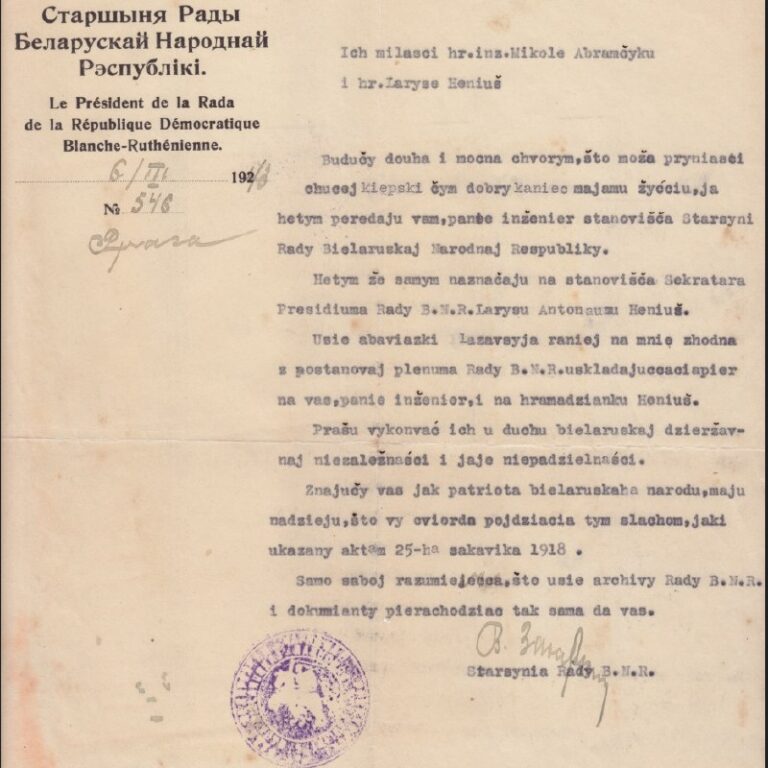 Старшыня Рады
Беларускай Народнай
Рэспублікі.
Le Président de la Rada
de la République Démocratique
Blanche-Ruthénienne.
6/III 1943
№ 546
Ich milasci hr.inz.Mikole Abramčyku
i hr.Laryse Heniuš
Budučy douha i mocna chvorym,što moža pryniasci
chucej kiepski čym dobry kaniec majamu žyćciu,ja
hetym peredaju vam,panie inženier stanovišča Starsyni
Rady Bielaruskaj Narodnaj Respubliky.
Hetym že samym naznačaju na stanovišča Sekratara
Presidiuma Rady B.N.R.Larysu Antonauzu Heniuš.
Usie abaviazki Lazavsyja raniej na mnie zhodna
z postanovaj plenuma Rady B.N.R.uskladajuccaciapier
na vas,panie inžener,i na hramadzianku Heniuš.
Prašu vykonvać ich u duchu bielaruskaj dzieržav-
naj niezaležnaści i jaje niepadzielnaści.
Znajučy vas jak patriota bielaruskaha narodu,maju
nadzieju,što vy cviorda pojdziacia tym slachom,jaki
ukazany aktam 25-ha sakavika 1918 .
Samo saboj razumiejecca,što usie archivy Rady B.N.R.
i dokumianty pierachodziac tak sama da vas.
Starsynia Rady B.N.R.